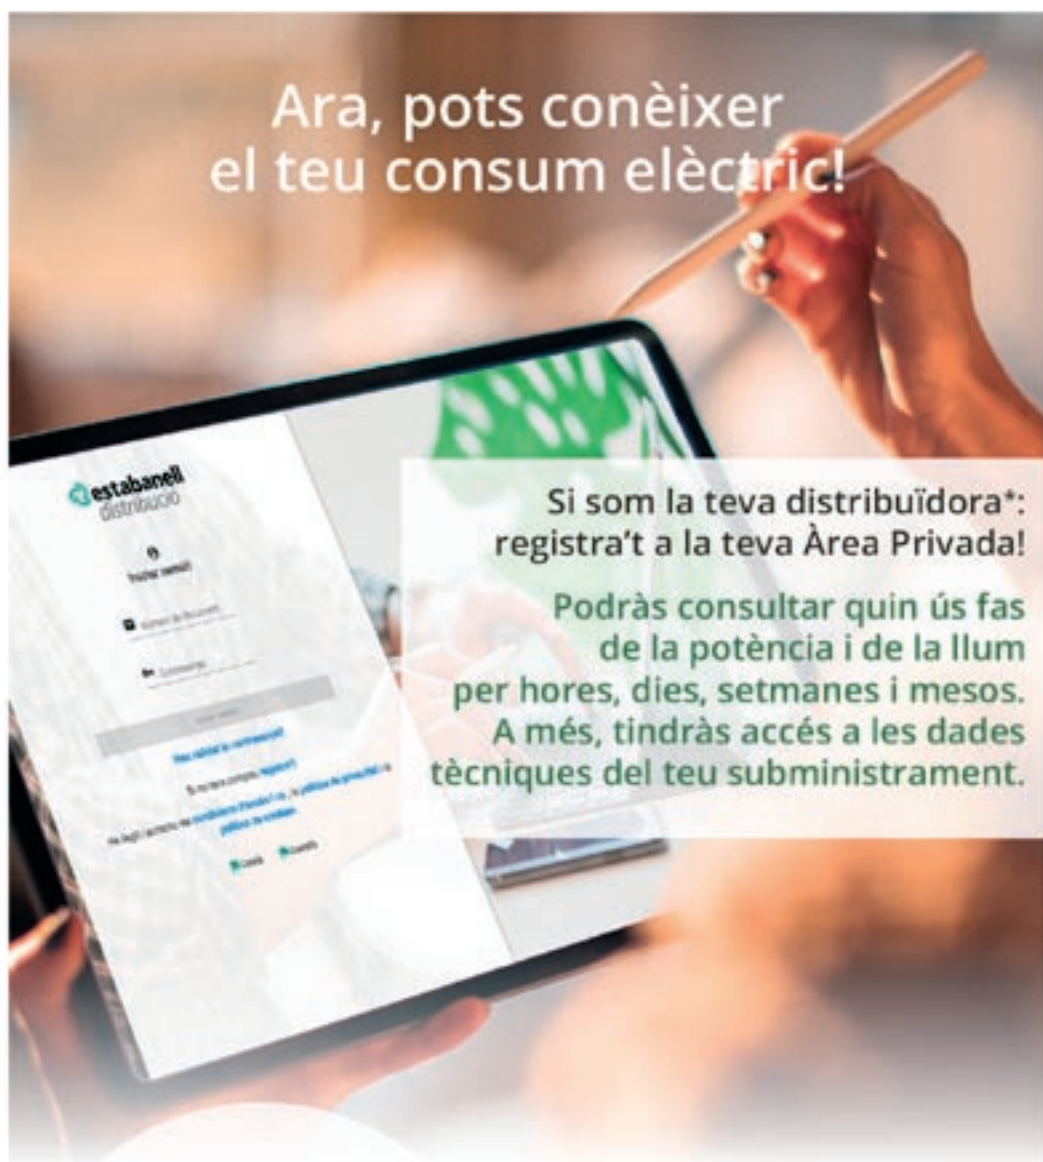 Ara, pots conèixer
el teu consum elèctric!
estabanell
distribució
Si som la teva distribuïdora*:
registra't a la teva Àrea Privada!
Podràs consultar quin ús fas
de la potència i de la llum
per hores, dies, setmanes i mesos.
A més, tindràs accés a les dades
tècniques del teu subministrament.